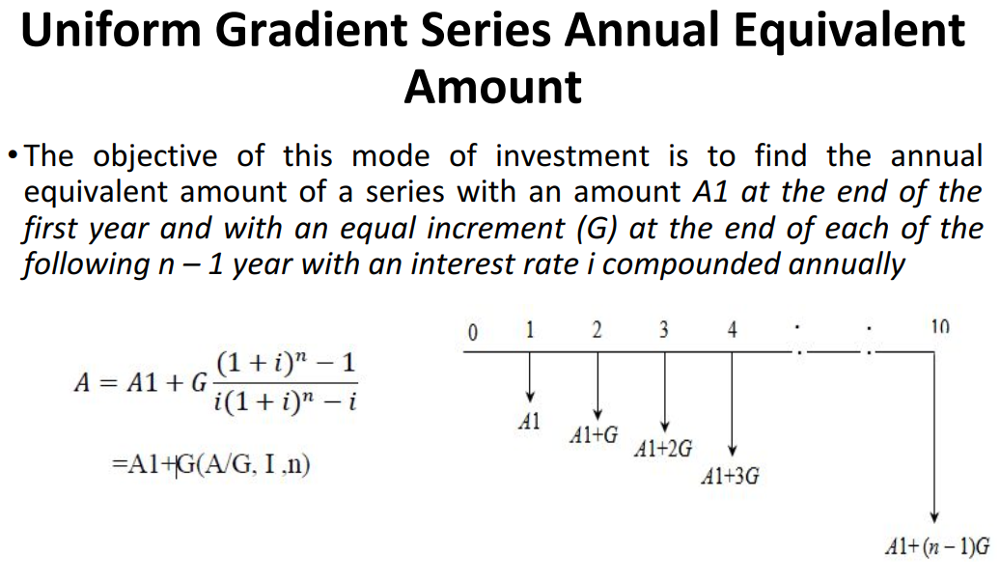 Uniform Gradient Series Annual Equivalent
Amount
• The objective of this mode of investment is to find the annual
equivalent amount of a series with an amount A1 at the end of the
first year and with an equal increment (G) at the end of each of the
following n – 1 year with an interest rate i compounded annually
A = A1 + G \frac{(1 + i)^n − 1}{i(1 + i)^n − i}
=A1+G(A/G, I ,n)
0 1 2 3 4 . . 10
A1
A1+G
A1+2G
A1+3G
A1+(n – 1)G